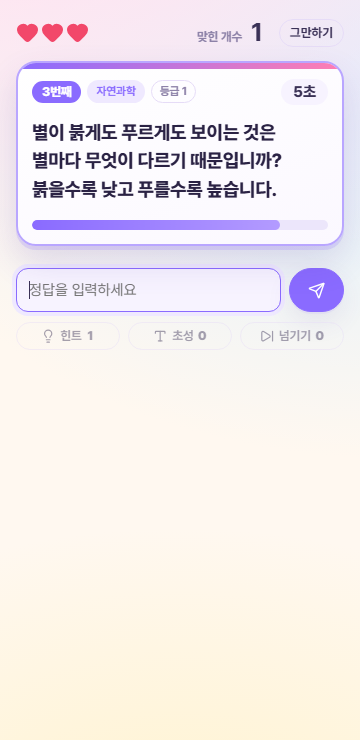 맞힌 개수 1 그만하기
3번째 자연과학 등급 1 5초
별이 붉게도 푸르게도 보이는 것은
별마다 무엇이 다르기 때문입니까?
붉을수록 낮고 푸를수록 높습니다.
정답을 입력하세요
힌트 1 초성 0 넘기기 0